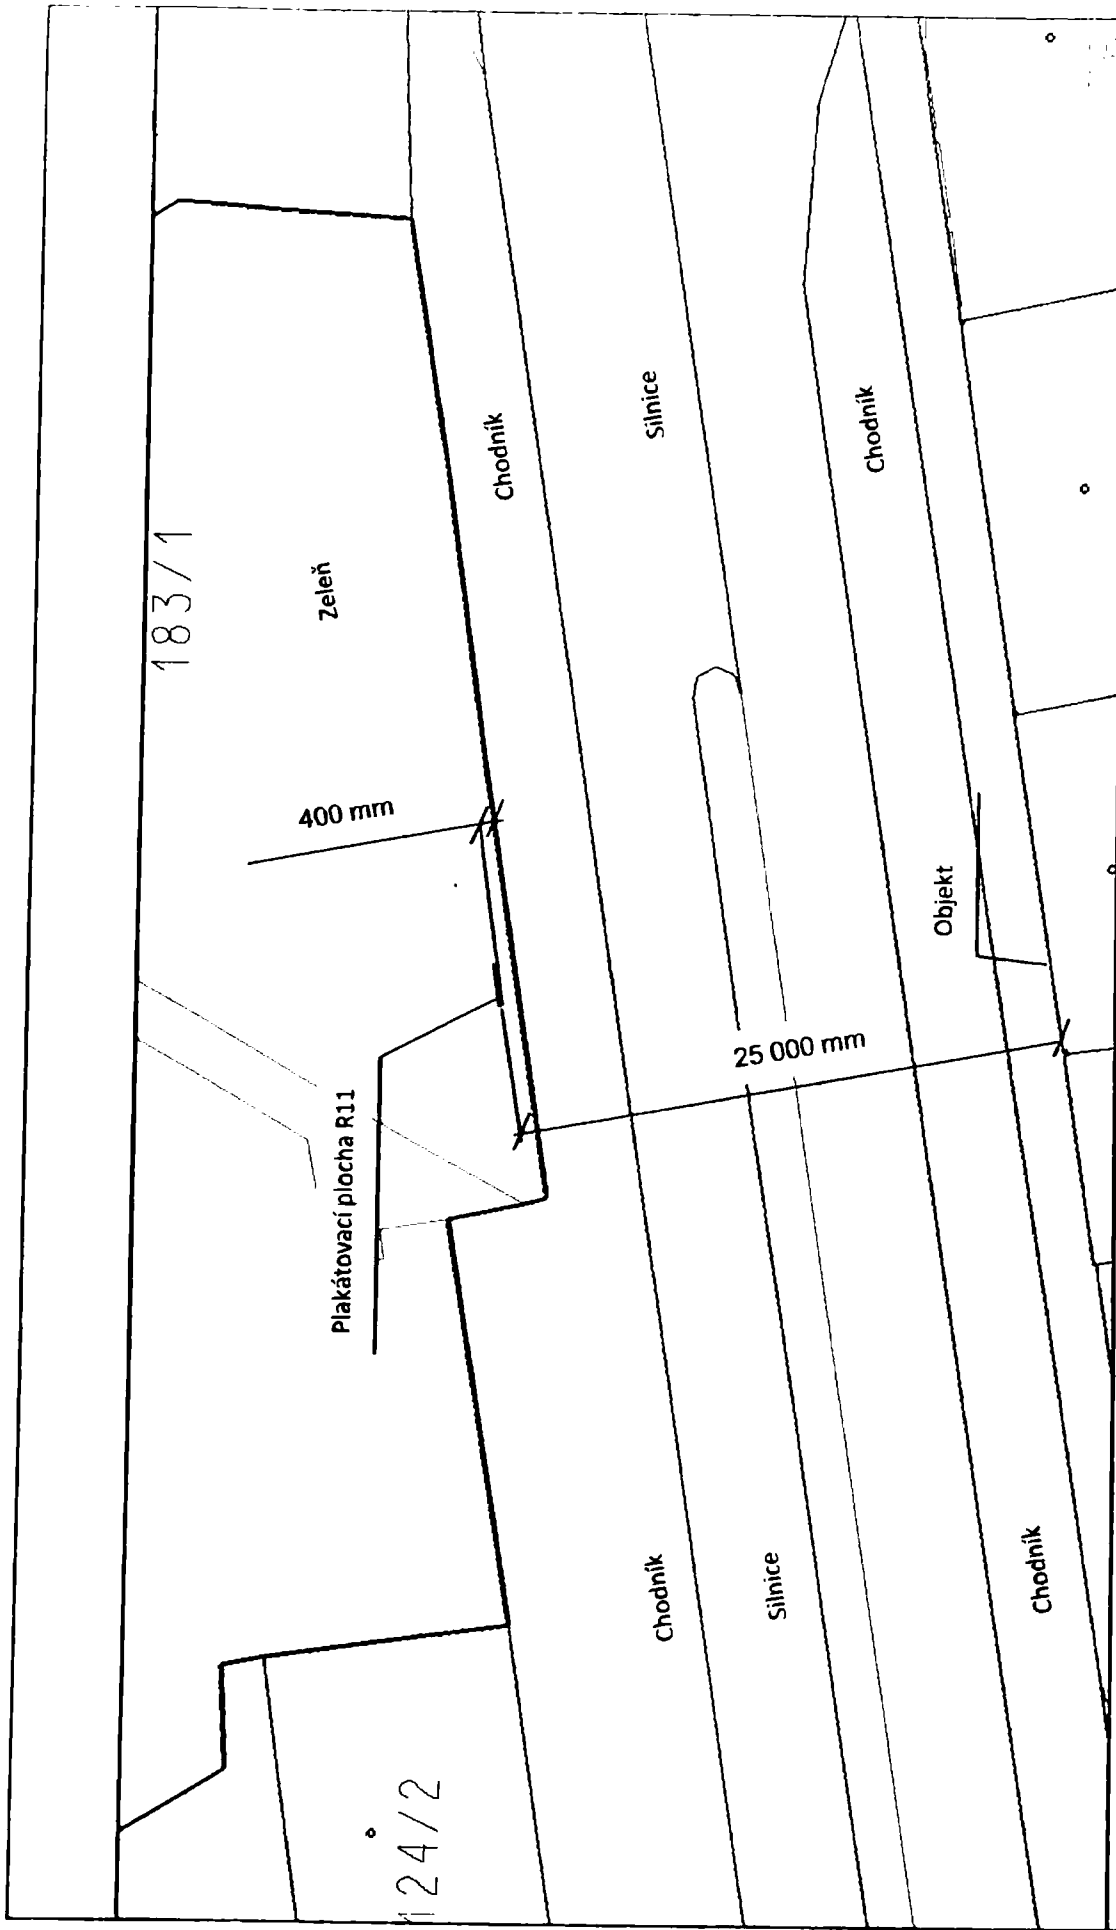 183/1
Zeleň
Chodník
Silnice
Chodník
400 mm
Objekt
25 000 mm
Plakátovací plocha R11
Chodník
Silnice
Chodník
124/2